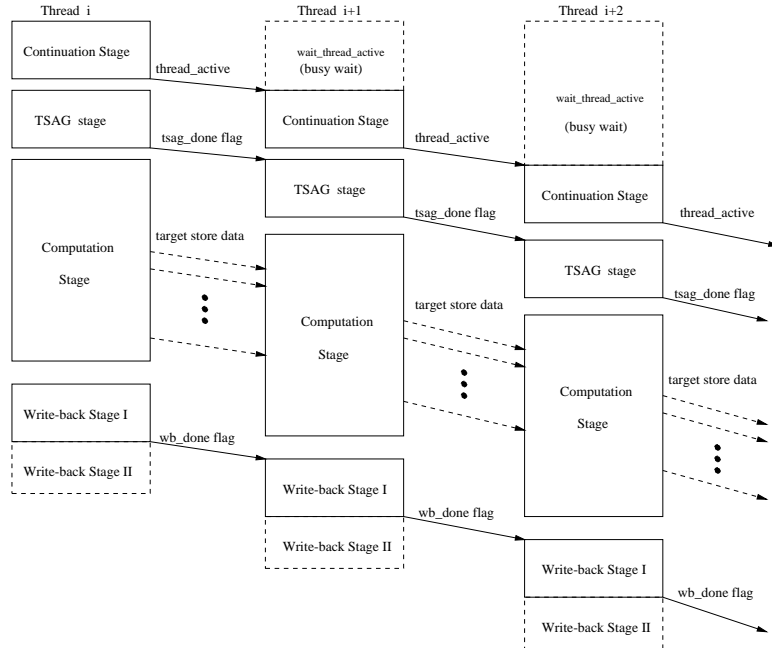 Thread i
Thread i+1
Thread i+2
Continuation Stage
thread_active
wait_thread_active
(busy wait)
wait_thread_active
(busy wait)
TSAG stage
tsag_done flag
Continuation Stage
thread_active
TSAG stage
tsag_done flag
Continuation Stage
thread_active
Computation
Stage
target store data
TSAG stage
tsag_done flag
Computation
Stage
target store data
Computation
Stage
target store data
Write-back Stage I
wb_done flag
Write-back Stage II
Write-back Stage I
wb_done flag
Write-back Stage II
Write-back Stage I
wb_done flag
Write-back Stage II